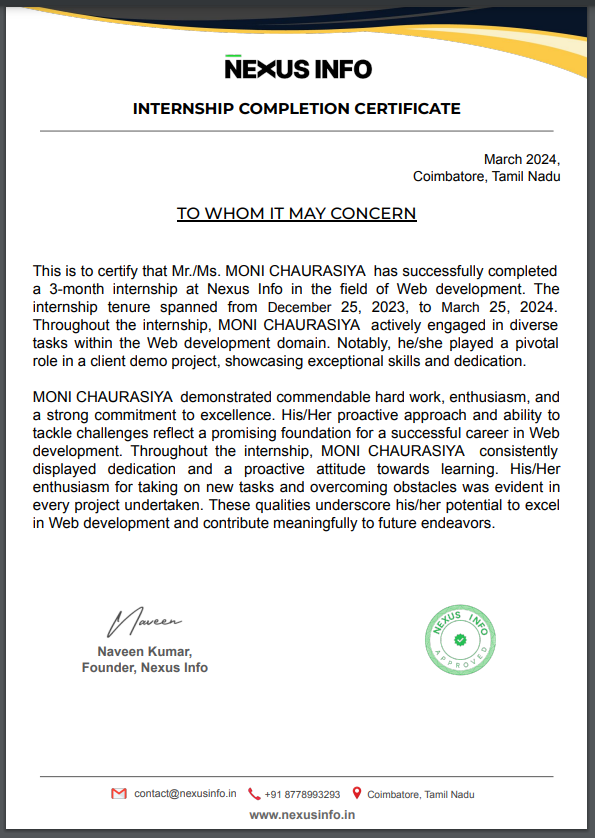 NEXUS INFO
INTERNSHIP COMPLETION CERTIFICATE
March 2024,
Coimbatore, Tamil Nadu
TO WHOM IT MAY CONCERN
This is to certify that Mr./Ms. MONI CHAURASIYA has successfully completed
a 3-month internship at Nexus Info in the field of Web development. The
internship tenure spanned from December 25, 2023, to March 25, 2024.
Throughout the internship, MONI CHAURASIYA actively engaged in diverse
tasks within the Web development domain. Notably, he/she played a pivotal
role in a client demo project, showcasing exceptional skills and dedication.
MONI CHAURASIYA demonstrated commendable hard work, enthusiasm, and
a strong commitment to excellence. His/Her proactive approach and ability to
tackle challenges reflect a promising foundation for a successful career in Web
development. Throughout the internship, MONI CHAURASIYA consistently
displayed dedication and a proactive attitude towards learning. His/Her
enthusiasm for taking on new tasks and overcoming obstacles was evident in
every project undertaken. These qualities underscore his/her potential to excel
in Web development and contribute meaningfully to future endeavors.
Naveen
Naveen Kumar,
Founder, Nexus Info
NEXUS INFO
APPROVED
contact@nexusinfo.in +91 8778993293 Coimbatore, Tamil Nadu
www.nexusinfo.in